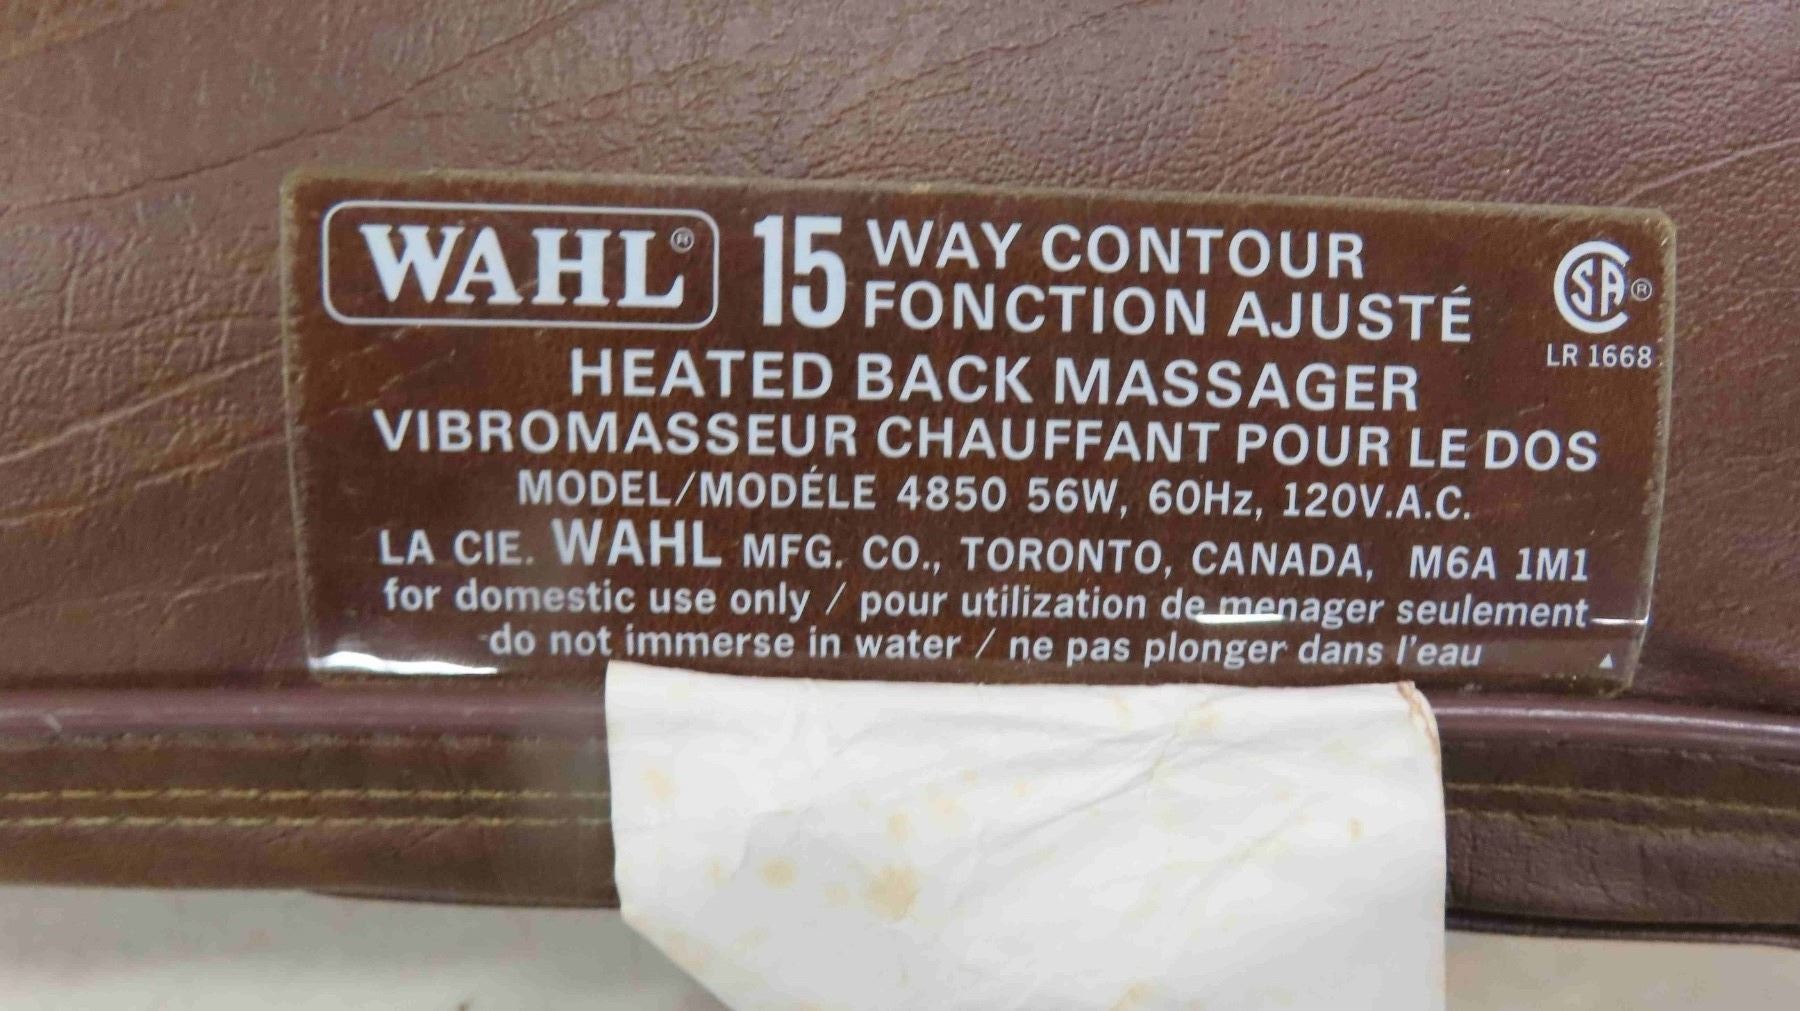 WAHL® 15 WAY CONTOUR
FONCTION AJUSTÉ
SA®
LR 1668
HEATED BACK MASSAGER
VIBROMASSEUR CHAUFFANT POUR LE DOS
MODEL/MODÉLE 4850 56W, 60Hz, 120V.A.C.
LA CIE. WAHL MFG. CO., TORONTO, CANADA, M6A 1M1
for domestic use only / pour utilization de menager seulement
do not immerse in water / ne pas plonger dans l'eau